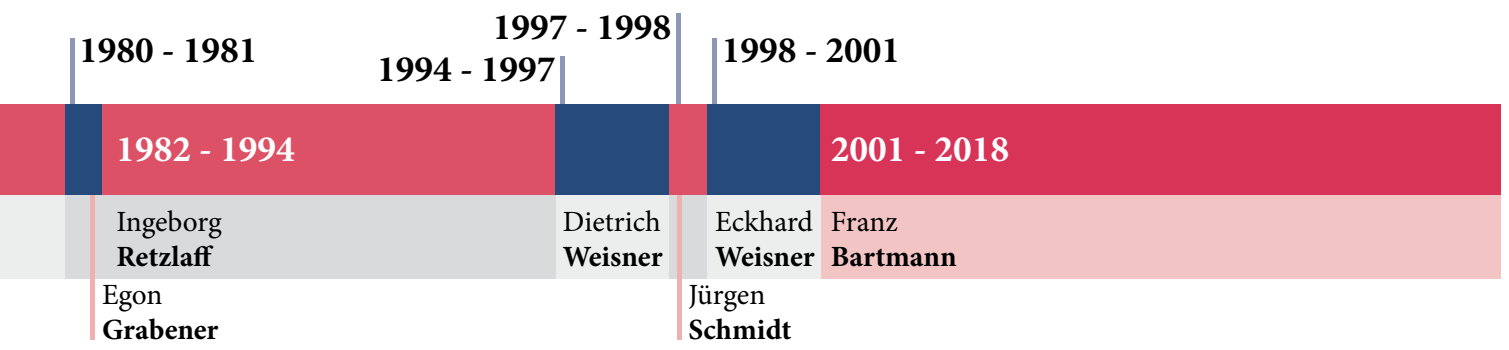 1997 - 1998
1980 - 1981
1998 - 2001
1994 - 1997
1982 - 1994
2001 - 2018
Ingeborg
Retzlaff
Dietrich
Weisner
Eckhard
Weisner
Franz
Bartmann
Egon
Grabener
Jürgen
Schmidt